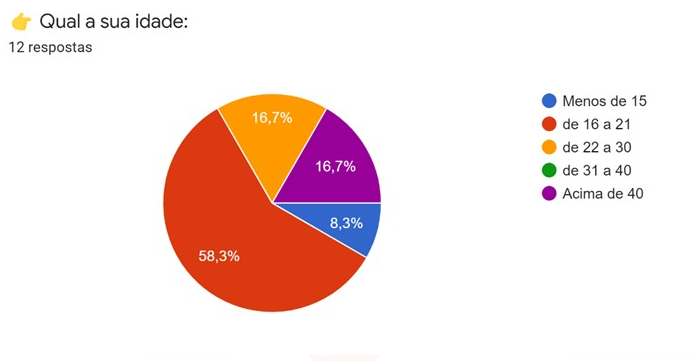 👉 Qual a sua idade:
12 respostas
16,7%
16,7%
8,3%
58,3%
Menos de 15
de 16 a 21
de 22 a 30
de 31 a 40
Acima de 40